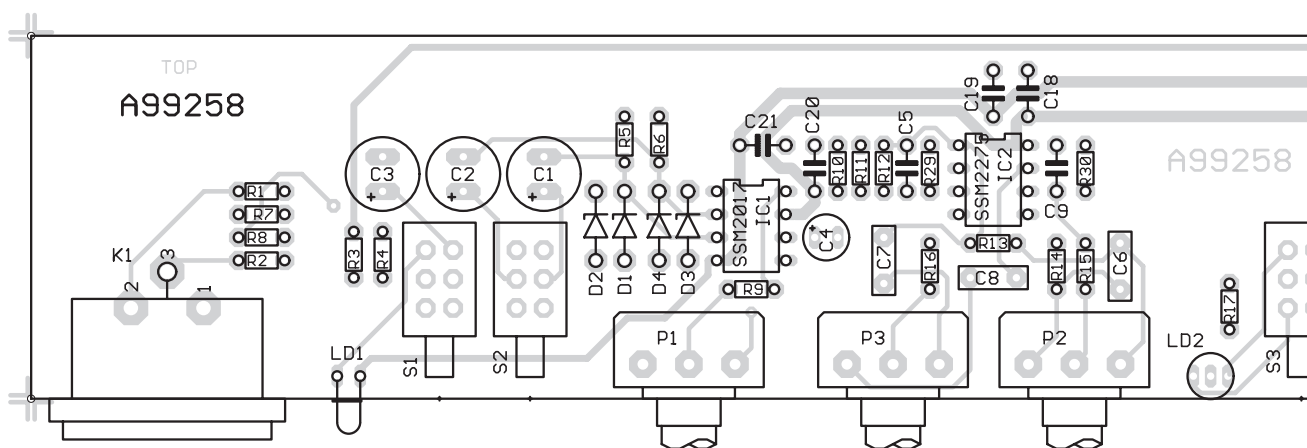 TOP
A99258
C19
C18
C20
C5
C21
R5
R6
R10
R11
R12
R29
SSM2275
IC2
R30
C9
A99258
C3
C2
C1
R1
R7
R8
R2
R3
R4
SSM2017
IC1
C4
C7
R16
R13
C8
R14
R15
C6
K1
3
2
1
D2
D1
D4
D3
R9
R17
P1
P3
P2
LD1
S1
S2
LD2
S3